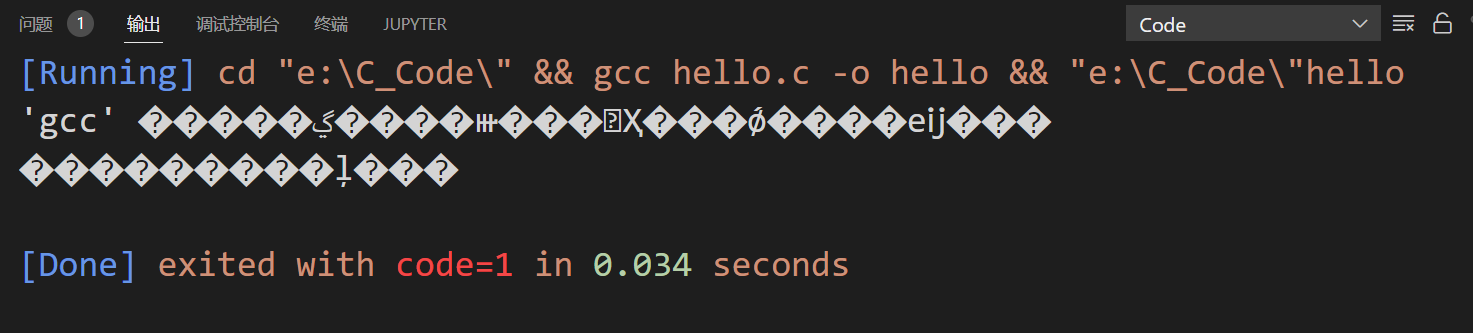 问题 1 输出 调试控制台 终端 JUPYTER Code
[Running] cd "e:\C_Code\" && gcc hello.c -o hello && "e:\C_Code\"hello
'gcc' �����ڲ����ⲿ���Ҳ���ǿ����еĳ���
���������ļ���
[Done] exited with code=1 in 0.034 seconds